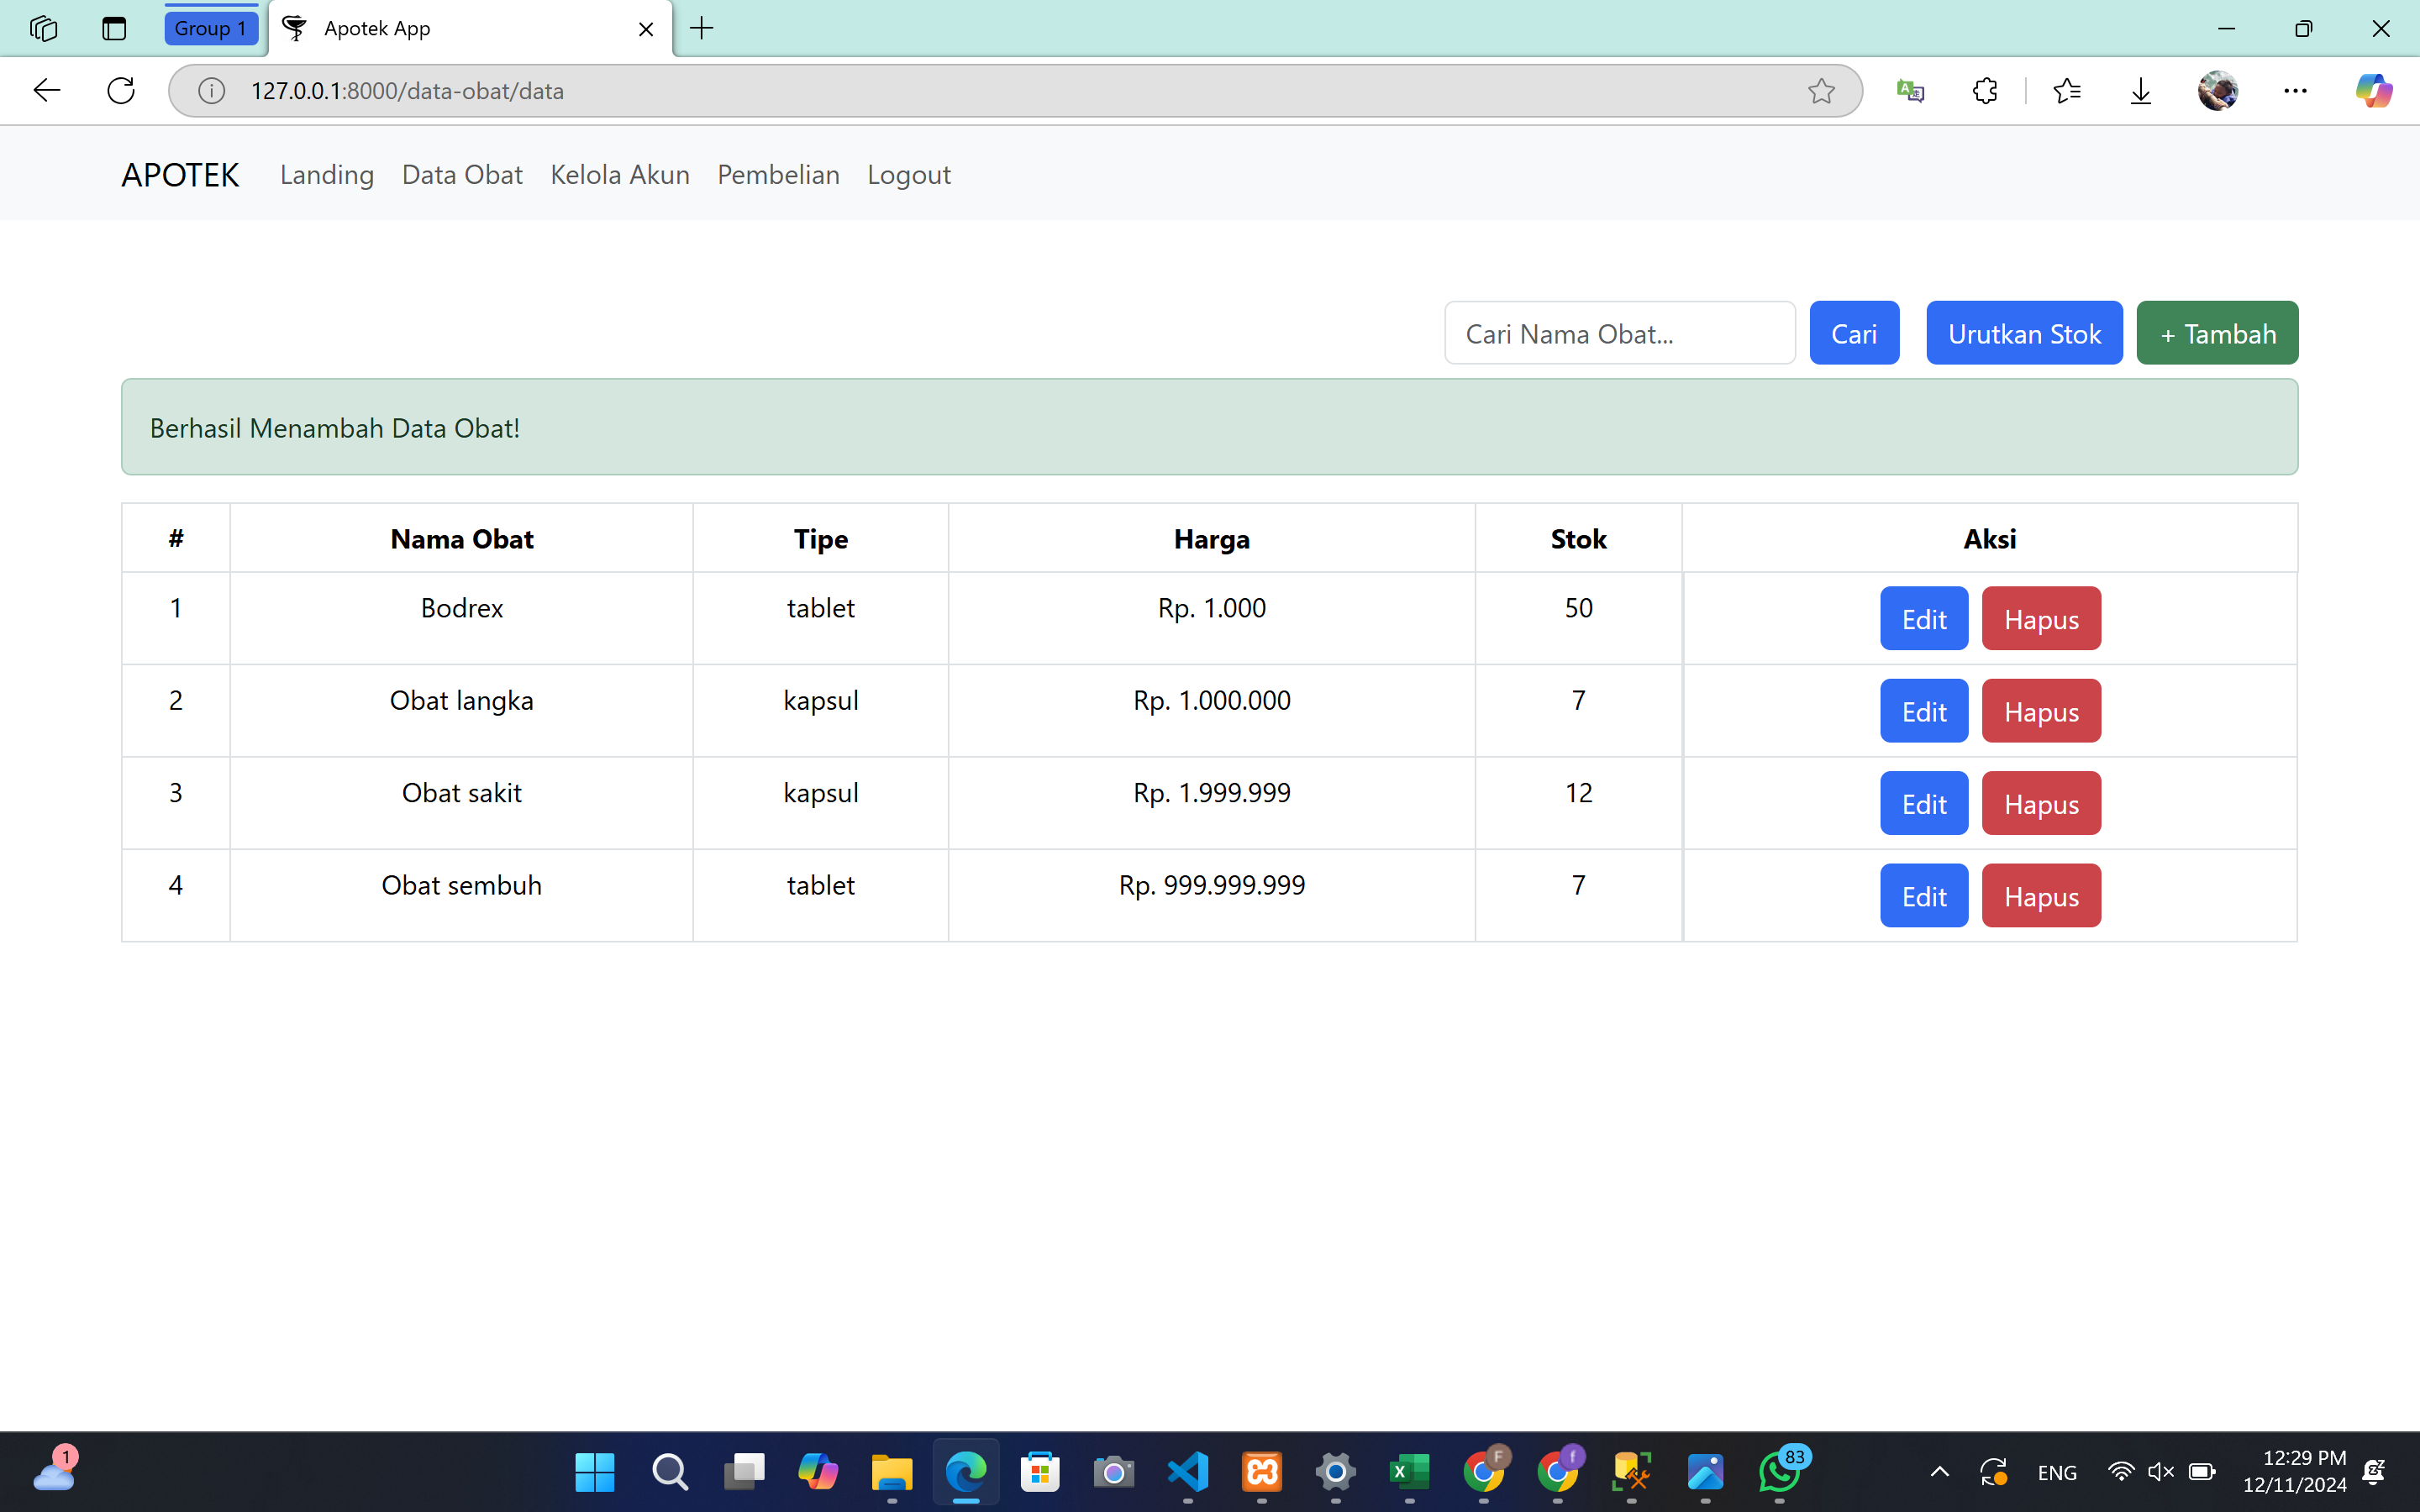 Group 1
Apotek App
127.0.0.1:8000/data-obat/data
APOTEK Landing Data Obat Kelola Akun Pembelian Logout
Cari Nama Obat... Cari Urutkan Stok + Tambah
Berhasil Menambah Data Obat!
# Nama Obat Tipe Harga Stok Aksi
1 Bodrex tablet Rp. 1.000 50 Edit Hapus
2 Obat langka kapsul Rp. 1.000.000 7 Edit Hapus
3 Obat sakit kapsul Rp. 1.999.999 12 Edit Hapus
4 Obat sembuh tablet Rp. 999.999.999 7 Edit Hapus
1
F
f
83
ENG
12:29 PM
12/11/2024